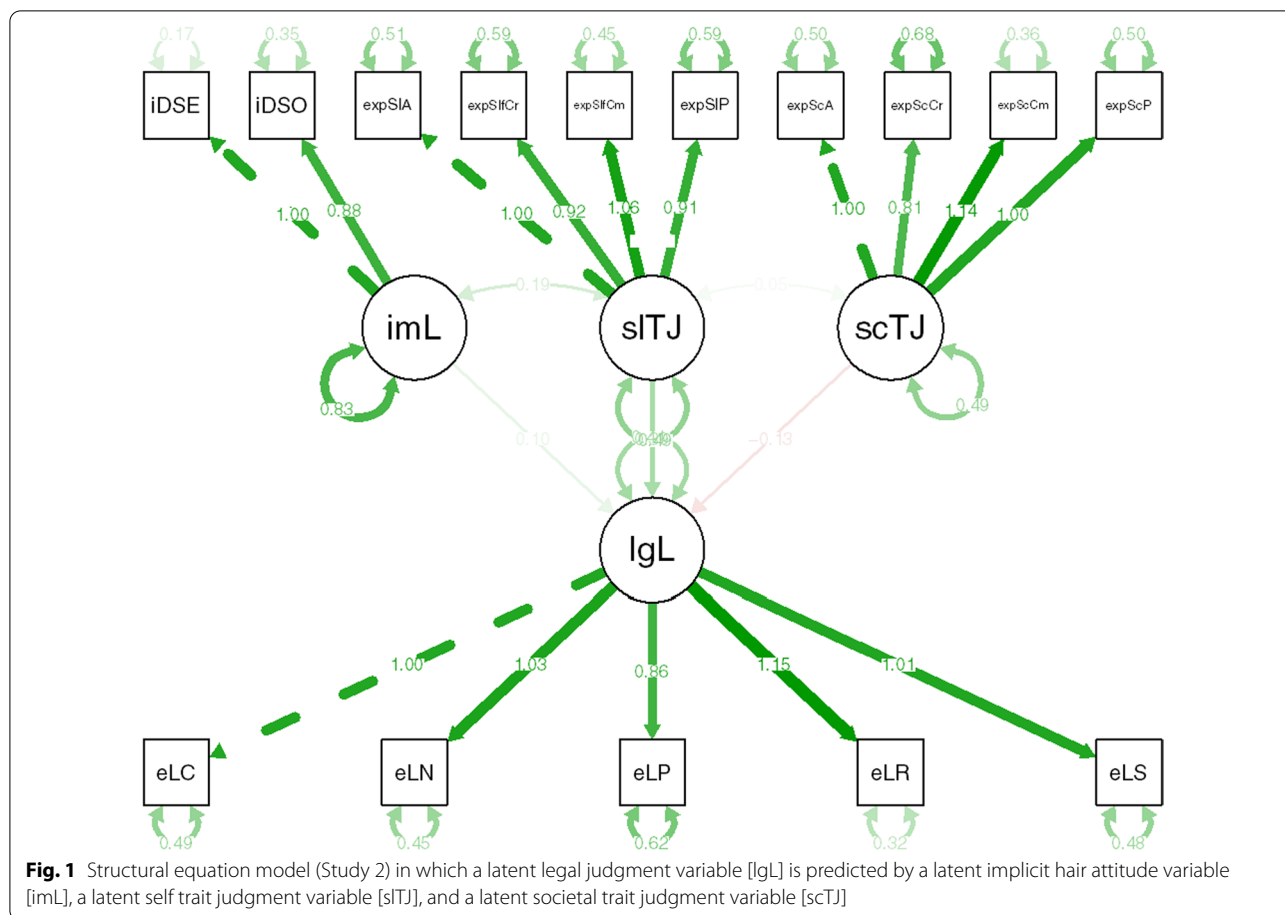 0.17 0.35 0.51 0.59 0.45 0.59 0.50 0.68 0.36 0.50
iDSE iDSO expSlA expSlfCr expSlfCm expSlP expScA expScCr expScCm expScP
1.00 0.88 1.00 0.92 1.06 0.91 1.00 0.81 1.14 1.00
0.19 0.06
imL slTJ scTJ
0.83 0.49
0.10 0.49 −0.13
lgL
1.00 1.03 0.86 1.15 1.01
eLC eLN eLP eLR eLS
0.49 0.45 0.62 0.32 0.48
Fig. 1 Structural equation model (Study 2) in which a latent legal judgment variable [lgL] is predicted by a latent implicit hair attitude variable
[imL], a latent self trait judgment variable [slTJ], and a latent societal trait judgment variable [scTJ]